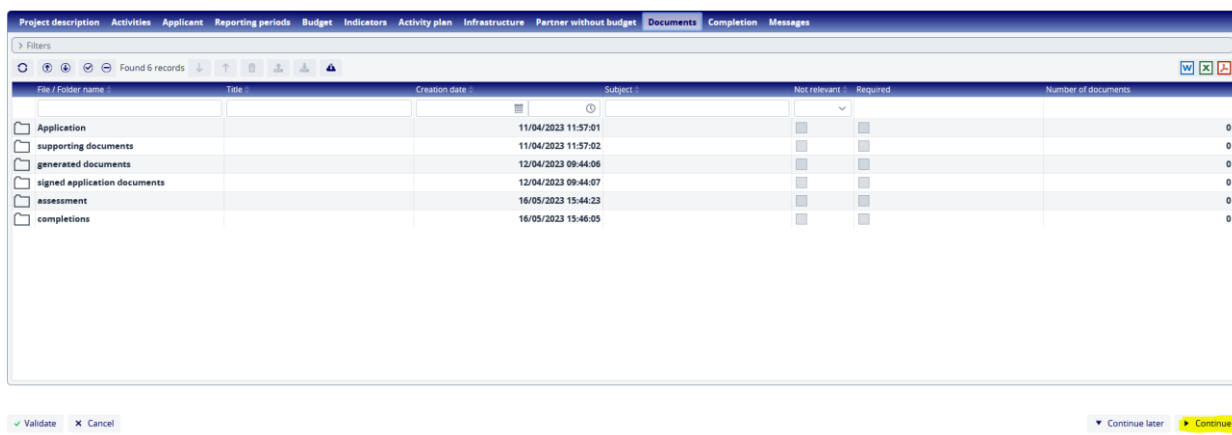 Project description Activities Applicant Reporting periods Budget Indicators Activity plan Infrastructure Partner without budget Documents Completion Messages
> Filters
Found 6 records W X
File / Folder name Title Creation date Subject Not relevant Required Number of documents
Application 11/04/2023 11:57:01 0
supporting documents 11/04/2023 11:57:02 0
generated documents 12/04/2023 09:44:06 0
signed application documents 12/04/2023 09:44:07 0
assessment 16/05/2023 15:44:23 0
completions 16/05/2023 15:46:05 0
Validate Cancel Continue later Continue